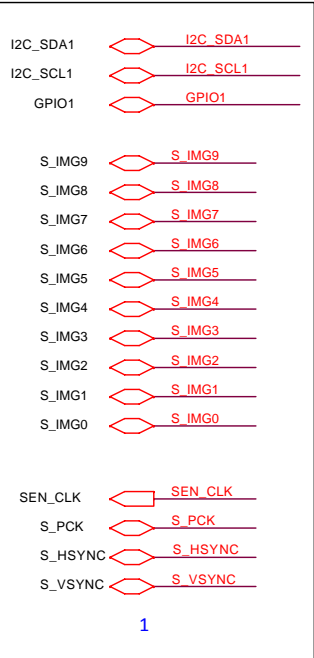 I2C_SDA1 I2C_SDA1
I2C_SCL1 I2C_SCL1
GPIO1 GPIO1
S_IMG9 S_IMG9
S_IMG8 S_IMG8
S_IMG7 S_IMG7
S_IMG6 S_IMG6
S_IMG5 S_IMG5
S_IMG4 S_IMG4
S_IMG3 S_IMG3
S_IMG2 S_IMG2
S_IMG1 S_IMG1
S_IMG0 S_IMG0
SEN_CLK SEN_CLK
S_PCK S_PCK
S_HSYNC S_HSYNC
S_VSYNC S_VSYNC
1